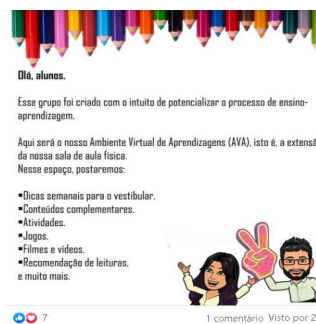 Olá, alunos.
Esse grupo foi criado com o intuito de potencializar o processo de ensino-
aprendizagem.
Aqui será o nosso Ambiente Virtual de Aprendizagens (AVA), isto é, a extensã
da nossa sala de aula física.
Nesse espaço, postaremos:
▪Dicas semanais para o vestibular.
▪Conteúdos complementares.
▪Atividades.
▪Jogos.
▪Filmes e vídeos.
▪Recomendação de leituras,
e muito mais.
7
1 comentário Visto por 2